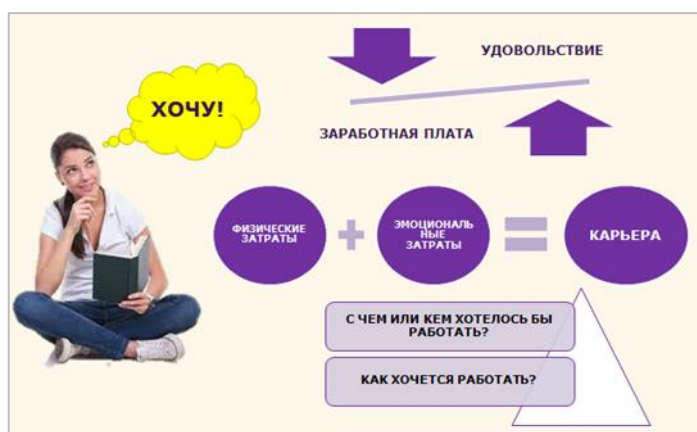 УДОВОЛЬСТВИЕ
ХОЧУ!
ЗАРАБОТНАЯ ПЛАТА
ФИЗИЧЕСКИЕ
ЗАТРАТЫ
+
ЭМОЦИОНАЛЬ
НЫЕ
ЗАТРАТЫ
=
КАРЬЕРА
С ЧЕМ ИЛИ КЕМ ХОТЕЛОСЬ БЫ
РАБОТАТЬ?
КАК ХОЧЕТСЯ РАБОТАТЬ?